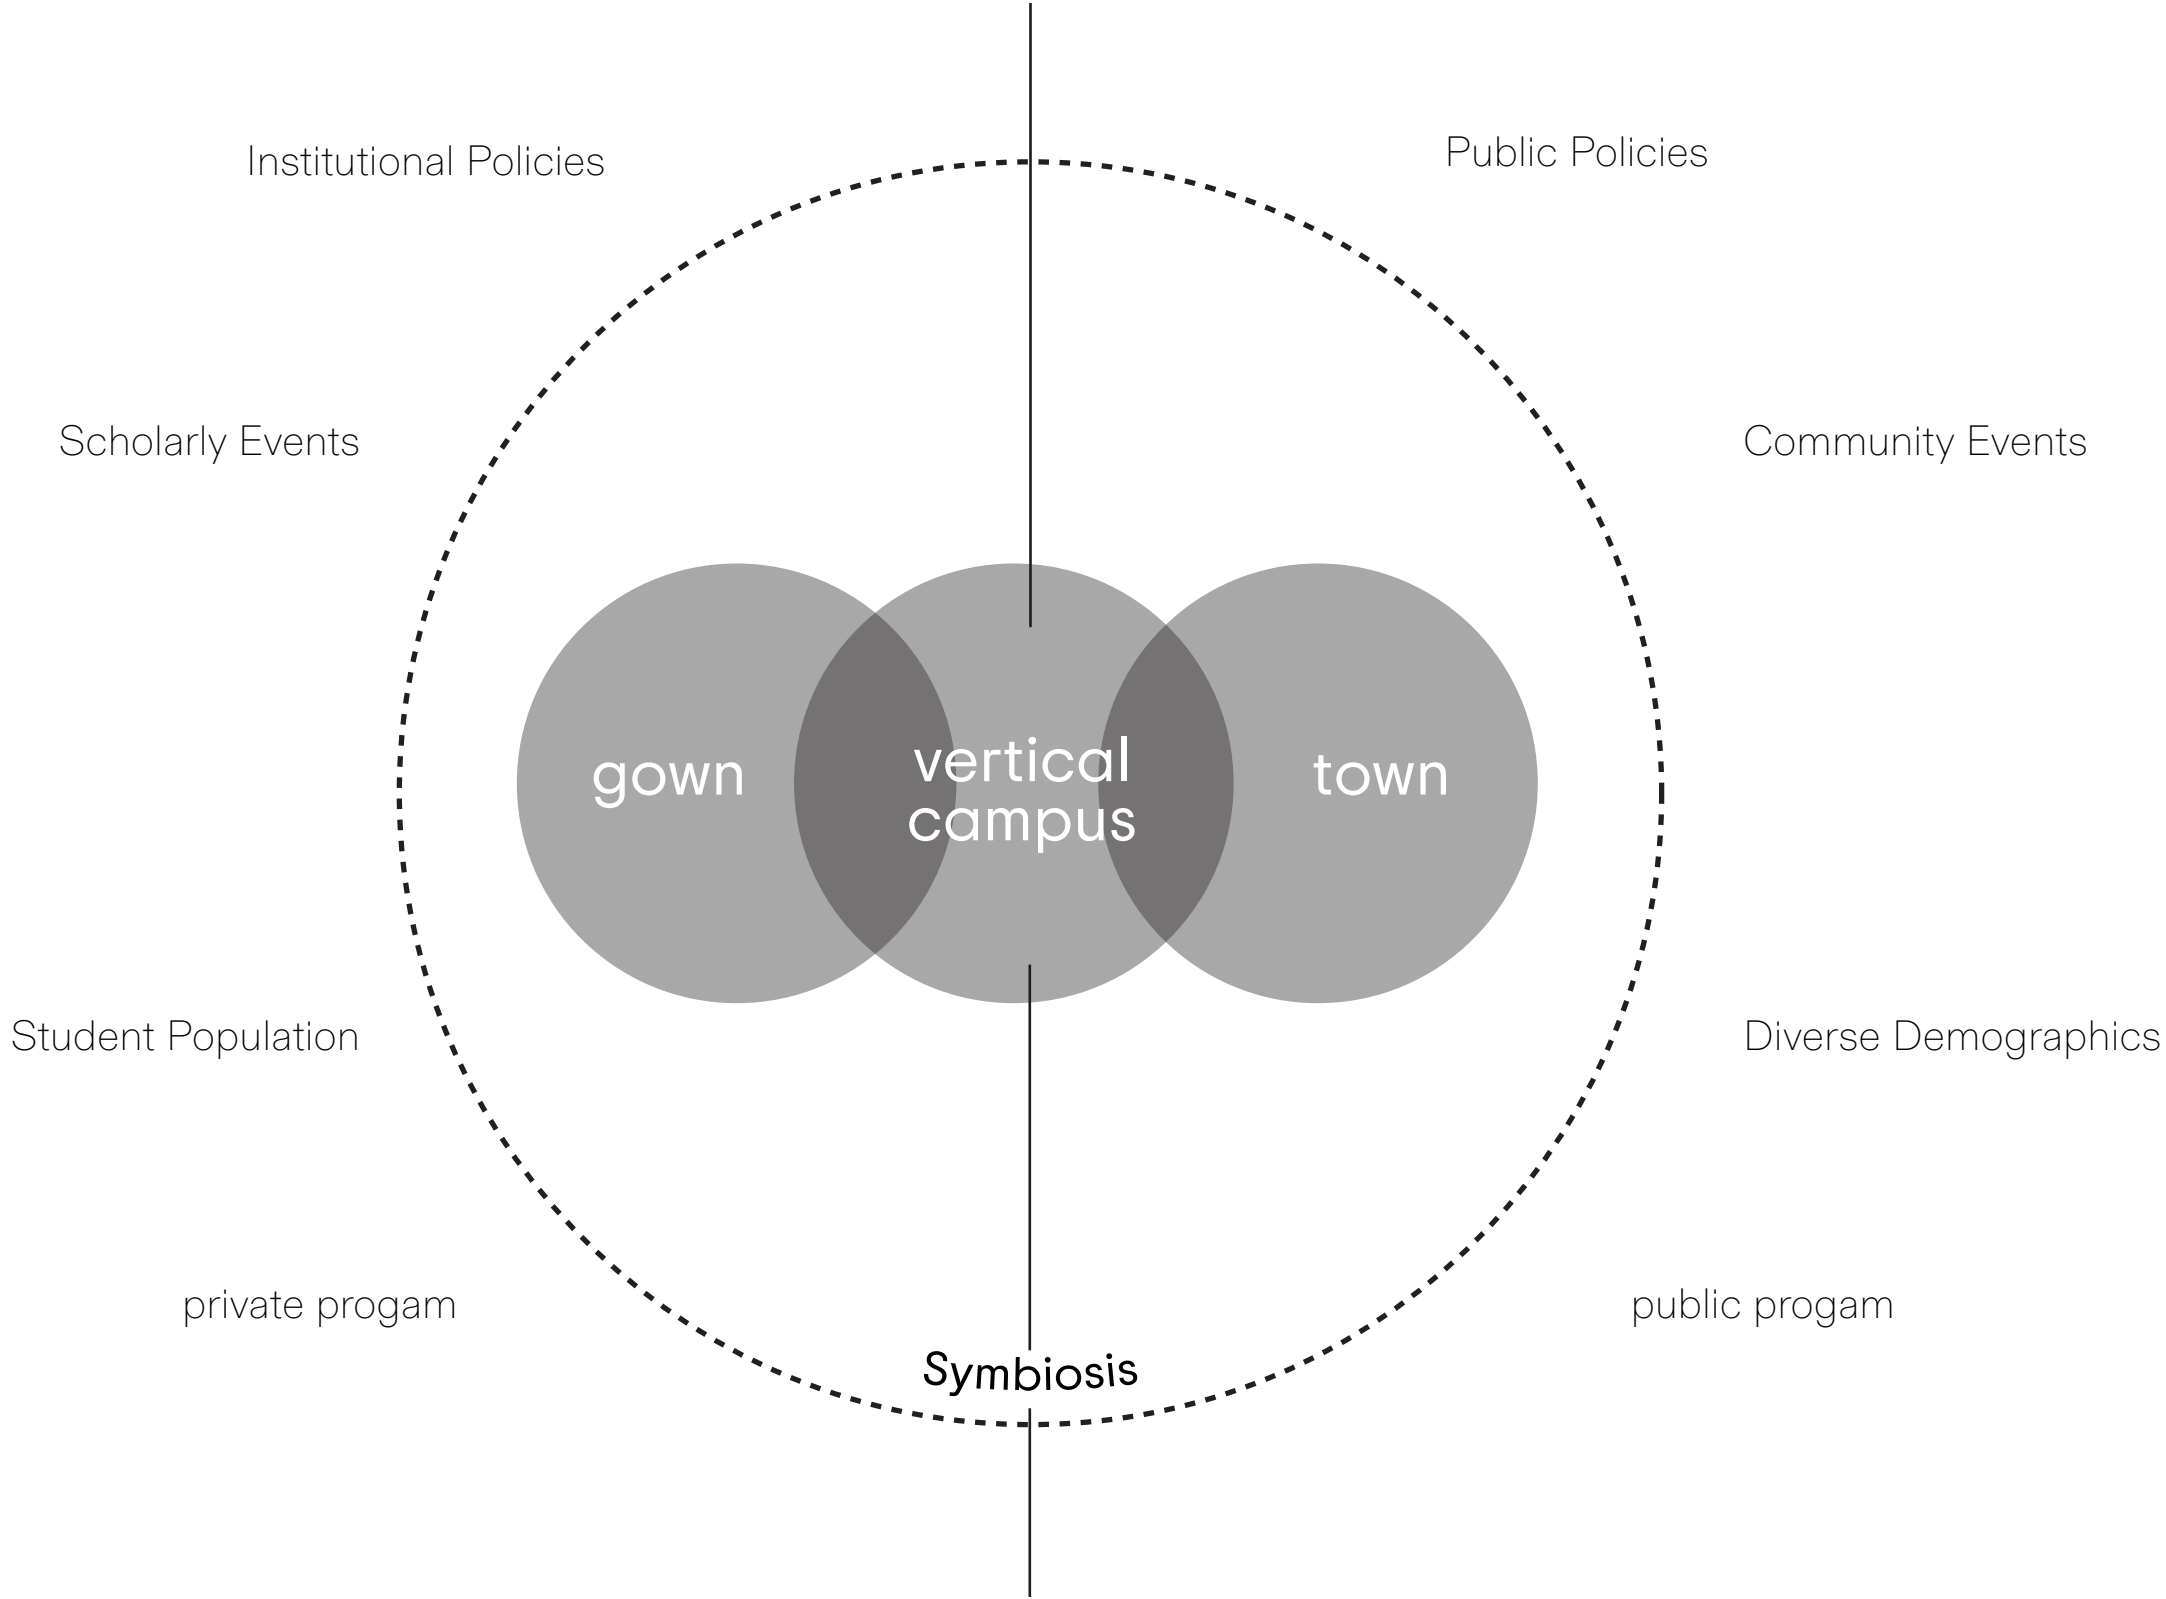 Institutional Policies
Public Policies
Scholarly Events
Community Events
gown
vertical
campus
town
Student Population
Diverse Demographics
private progam
public progam
Symbiosis